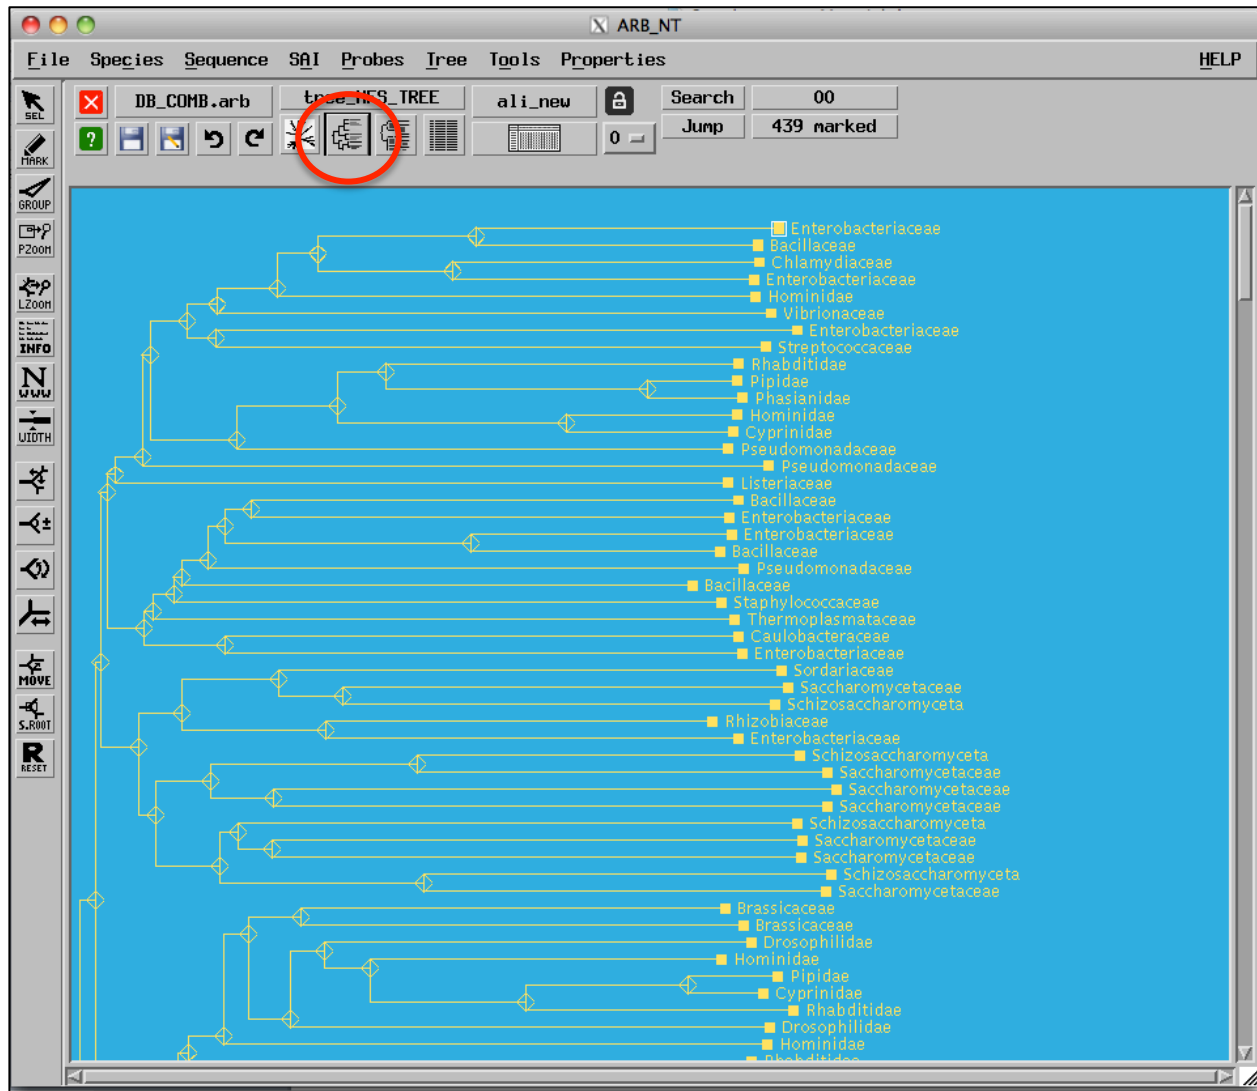 ARB_NT
File Species Sequence SAI Probes Tree Tools Properties HELP
SEL
MARK
GROUP
PZOOM
LZOOM
INFO
N
WWW
WIDTH
MOVE
S.ROOT
R
RESET
DB_COMB.arb tree_MFS_TREE ali_new Search 00
? 0 Jump 439 marked
Enterobacteriaceae
Bacillaceae
Chlamydiaceae
Enterobacteriaceae
Hominidae
Vibrionaceae
Enterobacteriaceae
Streptococcaceae
Rhabditidae
Pipidae
Phasianidae
Hominidae
Cyprinidae
Pseudomonadaceae
Pseudomonadaceae
Listeriaceae
Bacillaceae
Enterobacteriaceae
Enterobacteriaceae
Bacillaceae
Pseudomonadaceae
Bacillaceae
Staphylococcaceae
Thermoplasmataceae
Caulobacteraceae
Enterobacteriaceae
Sordariaceae
Saccharomycetaceae
Schizosaccharomyceta
Rhizobiaceae
Enterobacteriaceae
Schizosaccharomyceta
Saccharomycetaceae
Saccharomycetaceae
Saccharomycetaceae
Schizosaccharomyceta
Saccharomycetaceae
Saccharomycetaceae
Schizosaccharomyceta
Saccharomycetaceae
Brassicaceae
Brassicaceae
Drosophilidae
Hominidae
Pipidae
Cyprinidae
Rhabditidae
Drosophilidae
Hominidae
Rhabditidae